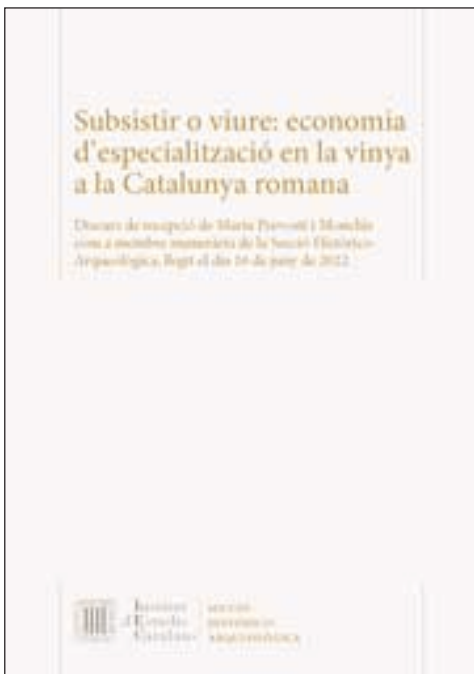 Subsistir o viure: economia
d'especialització en la vinya
a la Catalunya romana
Discurs de recepció de Marta Prevosti i Monclús
com a membre numerària de la Secció Històrico-
Arqueològica, llegit el dia 16 de juny de 2022
Institut
d'Estudis
Catalans
SECCIÓ
HISTÒRICO
ARQUEOLÒGICA